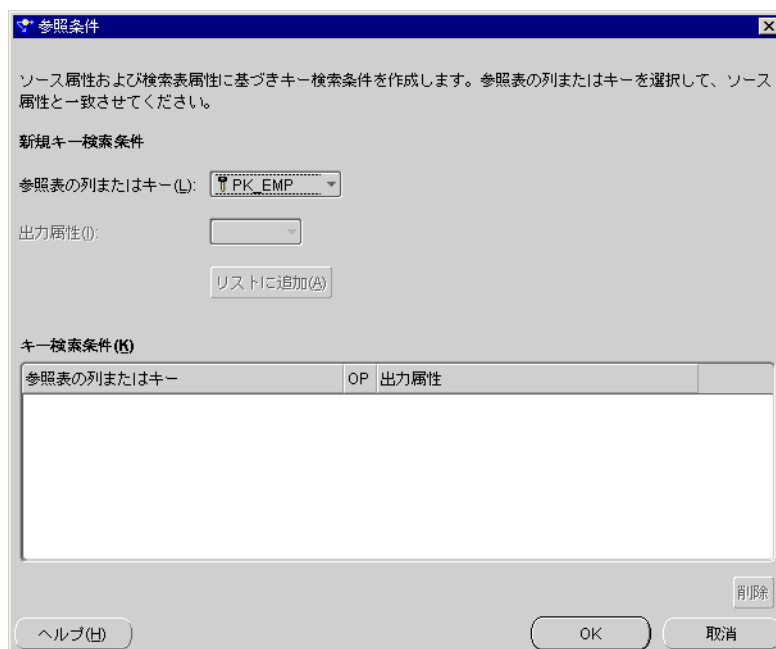 参照条件
ソース属性および検索表属性に基づきキー検索条件を作成します。参照表の列またはキーを選択して、ソース
属性と一致させてください。
新規キー検索条件
参照表の列またはキー(L): PK_EMP
出力属性(I):
リストに追加(A)
キー検索条件(K)
参照表の列またはキー OP 出力属性
削除
ヘルプ(H) OK 取消